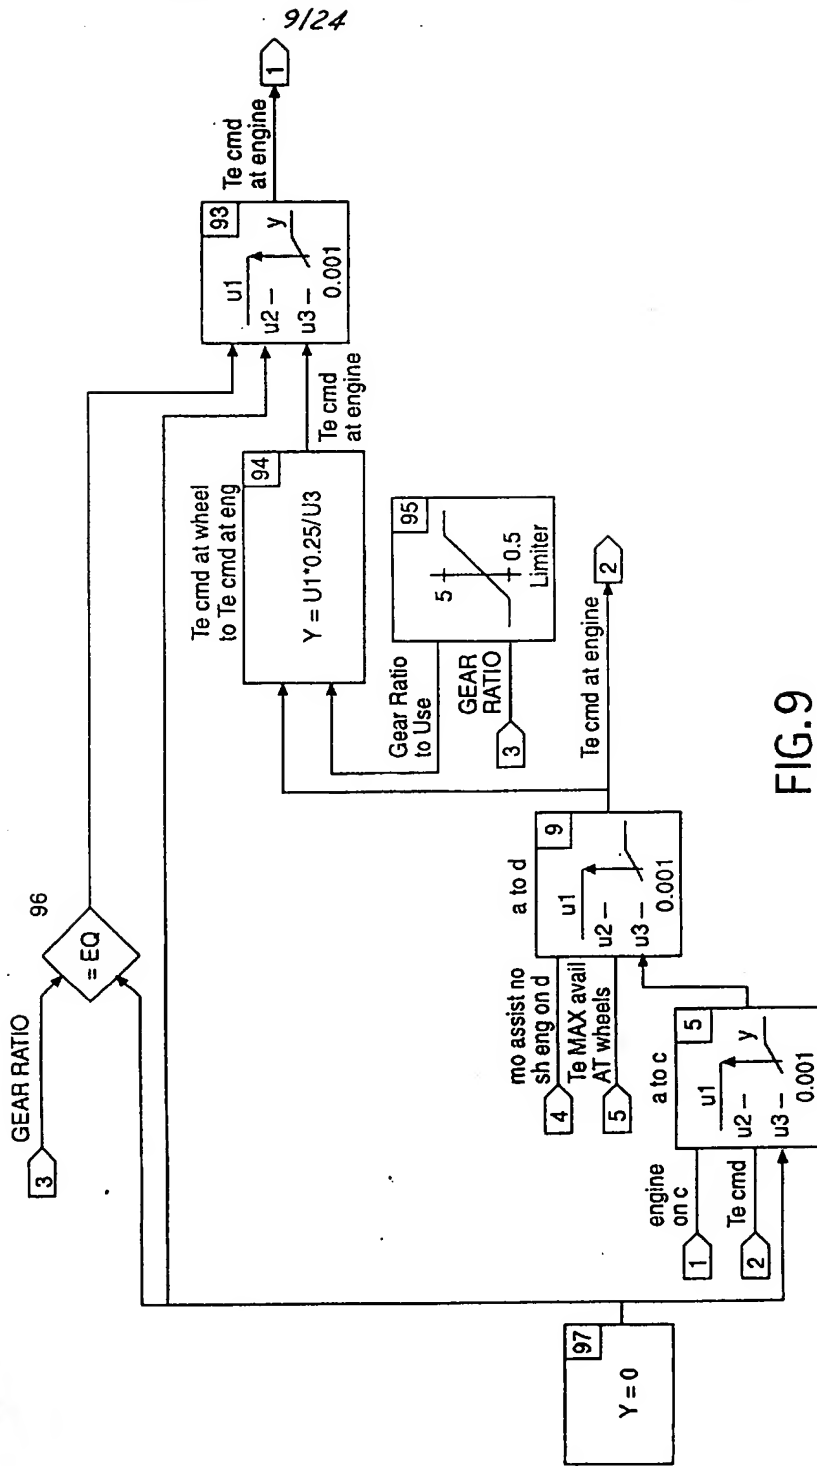 9/24
GEAR RATIO
3
96
= EQ
93
u1
u2 –
u3 –
y
0.001
Te cmd
at engine
1
Te cmd at wheel
to Te cmd at eng
94
Y = U1*0.25/U3
Te cmd
at engine
Gear Ratio
to Use
GEAR
RATIO
3
95
5
0.5
Limiter
mo assist no
sh eng on d
4
Te MAX avail
AT wheels
5
a to d
9
u1
u2 –
u3 –
0.001
Te cmd at engine
2
engine
on c
1
Te cmd
2
a to c
5
u1
u2 –
u3 –
y
0.001
97
Y = 0
FIG.9